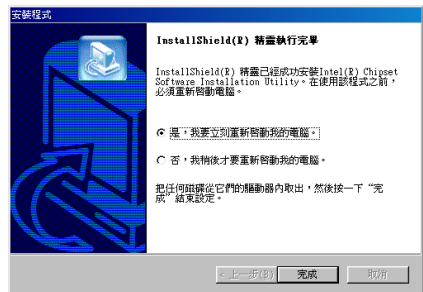 安裝程式
InstallShield(R) 精靈執行完畢
InstallShield(R) 精靈已經成功安裝Intel(R) Chipset
Software Installation Utility。在使用該程式之前，
必須重新啓動電腦。
是，我要立刻重新啓動我的電腦。
否，我稍後才要重新啓動我的電腦。
把任何磁碟從它們的驅動器內取出，然後按一下“完
成”結束設定。
< 上一步(B)
完成
取消